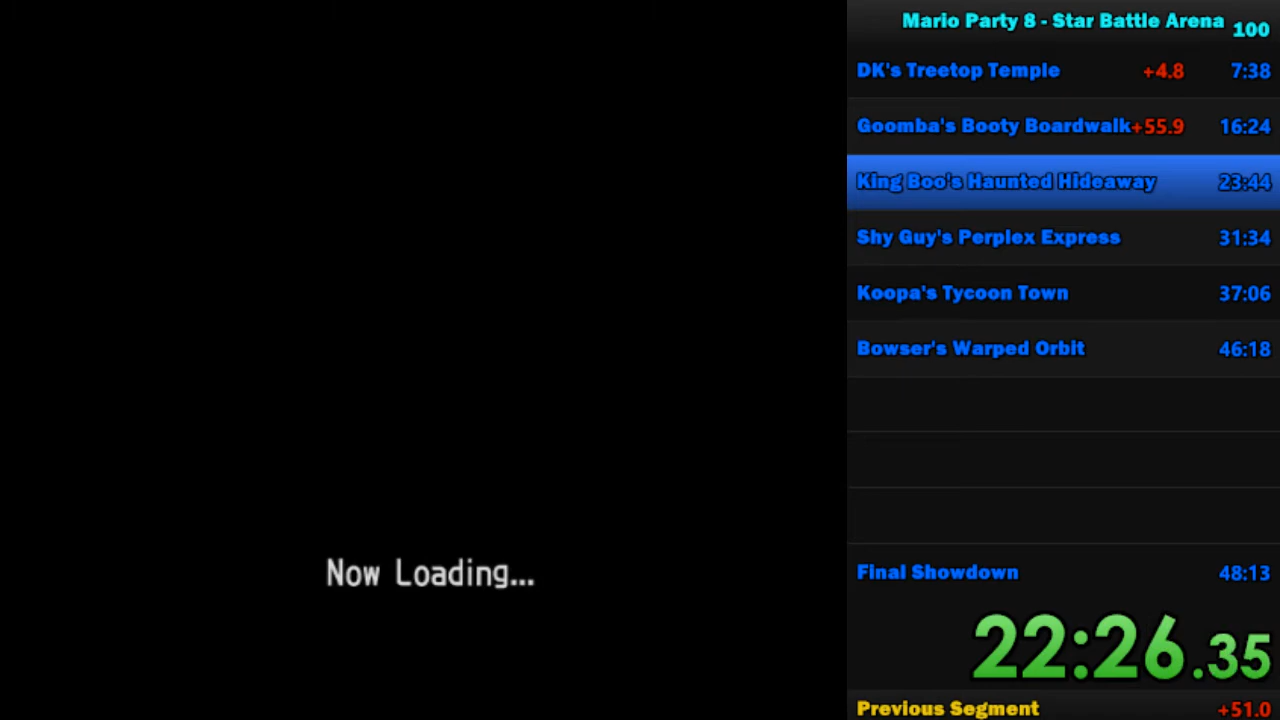 Now Loading...
Mario Party 8 - Star Battle Arena 100
DK's Treetop Temple +4.8 7:38
Goomba's Booty Boardwalk +55.9 16:24
King Boo's Haunted Hideaway 23:44
Shy Guy's Perplex Express 31:34
Koopa's Tycoon Town 37:06
Bowser's Warped Orbit 46:18
Final Showdown 48:13
22:26.35
Previous Segment +51.0